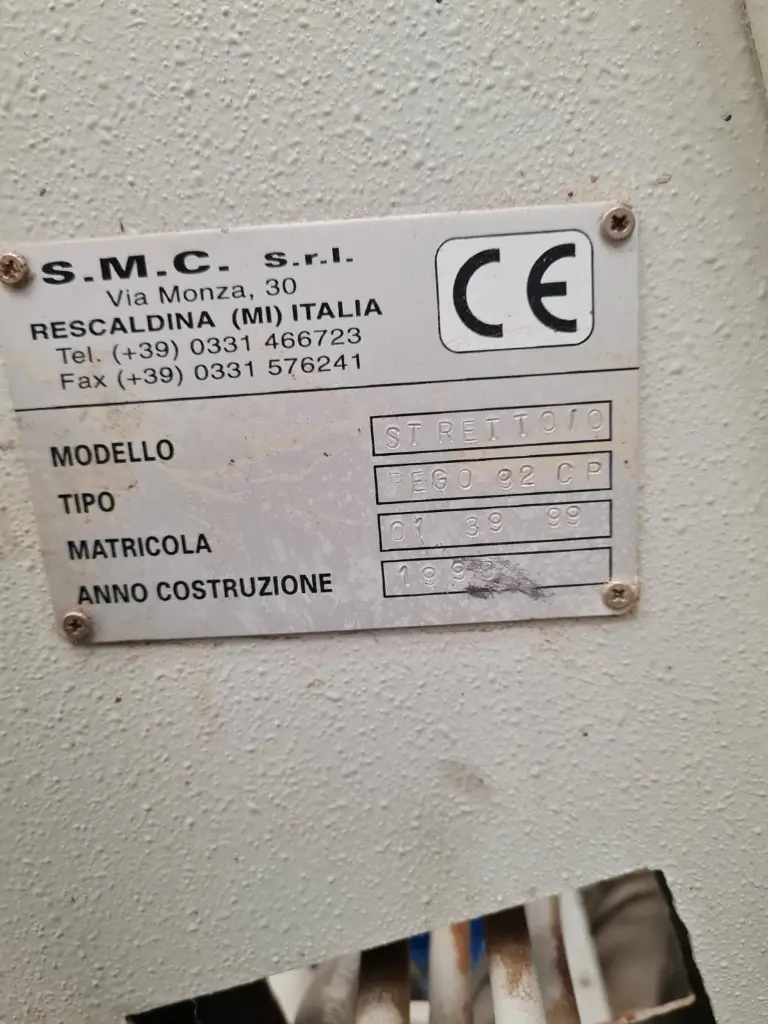 S.M.C. S.r.l.
Via Monza, 30
RESCALDINA (MI) ITALIA
Tel. (+39) 0331 466723
Fax (+39) 0331 576241
CE
MODELLO STRETTOIO
TIPO PEGO 92 CP
MATRICOLA 01 39 99
ANNO COSTRUZIONE 1999